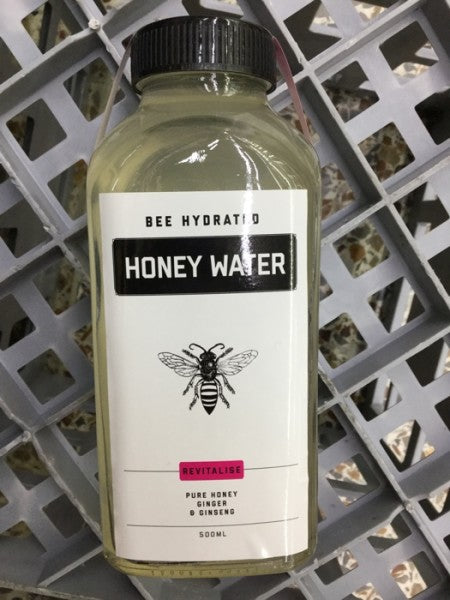 BEE HYDRATED
HONEY WATER
REVITALISE
PURE HONEY
GINGER
& GINSENG
500ML